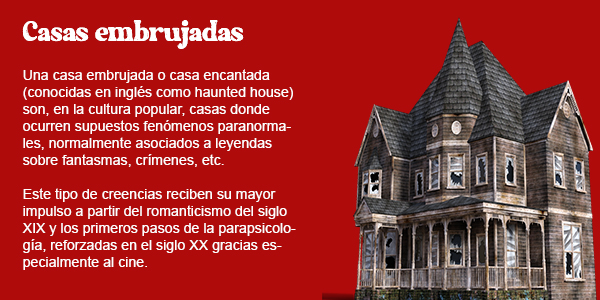 Casas embrujadas
Una casa embrujada o casa encantada
(conocidas en inglés como haunted house)
son, en la cultura popular, casas donde
ocurren supuestos fenómenos paranorma-
les, normalmente asociados a leyendas
sobre fantasmas, crímenes, etc.
Este tipo de creencias reciben su mayor
impulso a partir del romanticismo del siglo
XIX y los primeros pasos de la parapsicolo-
gía, reforzadas en el siglo XX gracias es-
pecialmente al cine.